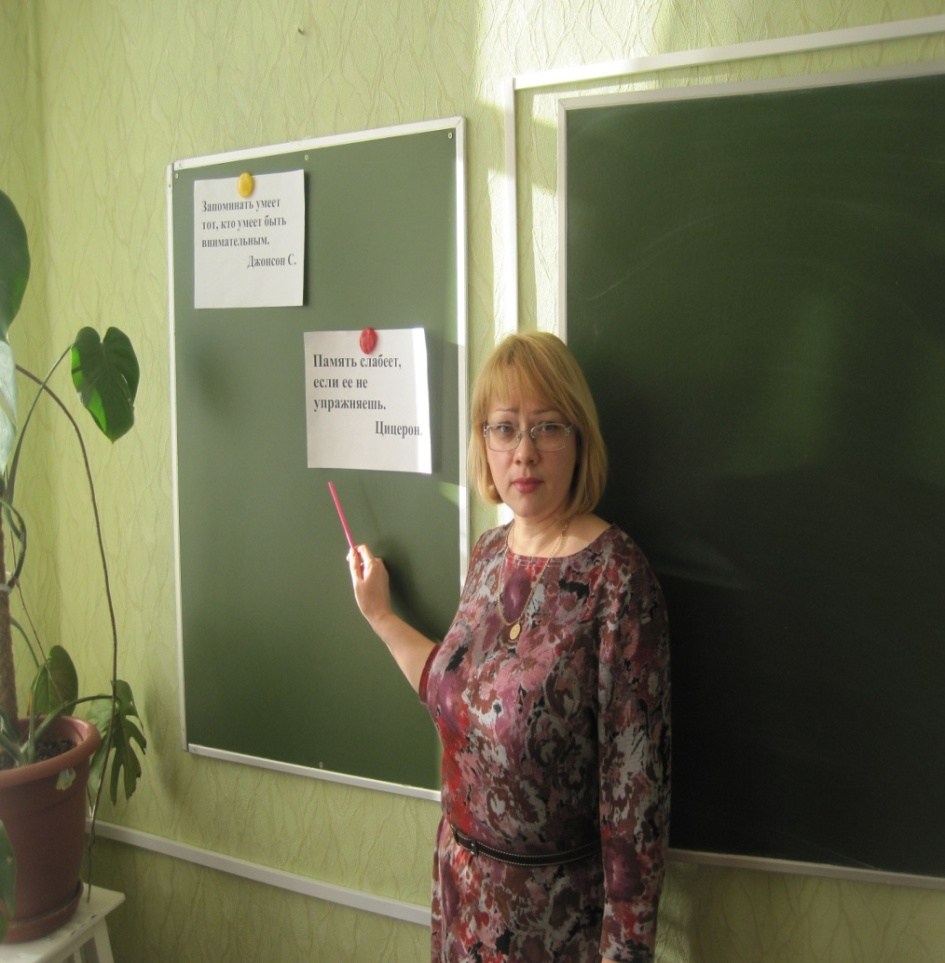 Запоминать умеет
тот, кто умеет быть
внимательным.
Джонсон С.
Память слабеет,
если ее не
упражняешь.
Цицерон.